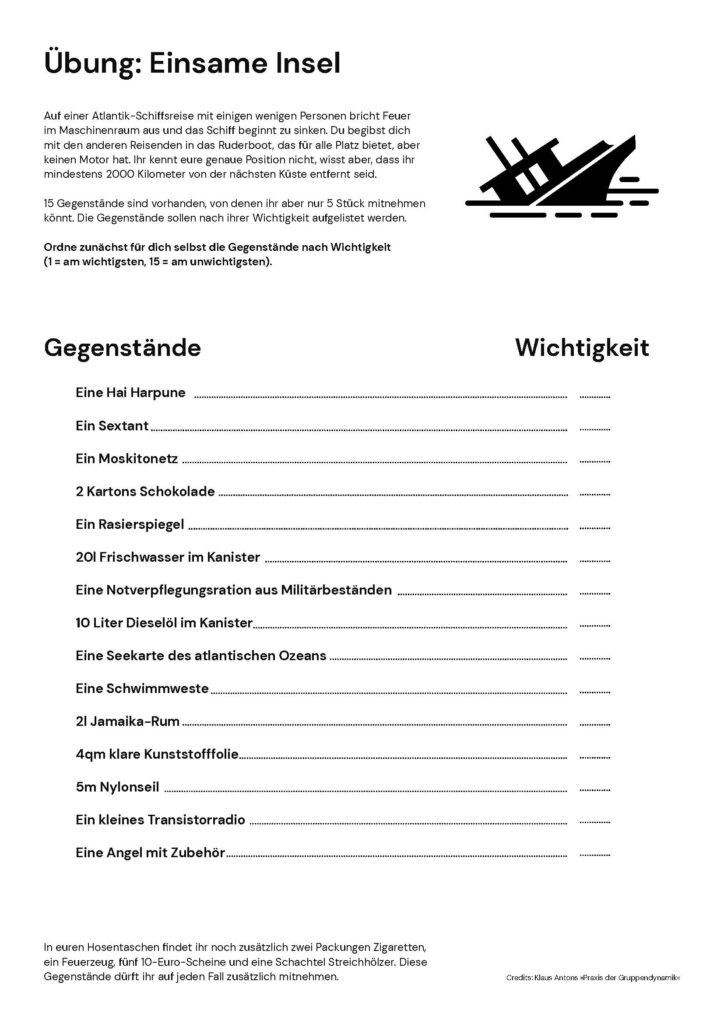 Übung: Einsame Insel
Auf einer Atlantik-Schiffsreise mit einigen wenigen Personen bricht Feuer
im Maschinenraum aus und das Schiff beginnt zu sinken. Du begibst dich
mit den anderen Reisenden in das Ruderboot, das für alle Platz bietet, aber
keinen Motor hat. Ihr kennt eure genaue Position nicht, wisst aber, dass ihr
mindestens 2000 Kilometer von der nächsten Küste entfernt seid.
15 Gegenstände sind vorhanden, von denen ihr aber nur 5 Stück mitnehmen
könnt. Die Gegenstände sollen nach ihrer Wichtigkeit aufgelistet werden.
Ordne zunächst für dich selbst die Gegenstände nach Wichtigkeit
(1 = am wichtigsten, 15 = am unwichtigsten).
Gegenstände Wichtigkeit
Eine Hai Harpune
Ein Sextant
Ein Moskitonetz
2 Kartons Schokolade
Ein Rasierspiegel
20l Frischwasser im Kanister
Eine Notverpflegungsration aus Militärbeständen
10 Liter Dieselöl im Kanister
Eine Seekarte des atlantischen Ozeans
Eine Schwimmweste
2l Jamaika-Rum
4qm klare Kunststofffolie
5m Nylonseil
Ein kleines Transistorradio
Eine Angel mit Zubehör
In euren Hosentaschen findet ihr noch zusätzlich zwei Packungen Zigaretten,
ein Feuerzeug, fünf 10-Euro-Scheine und eine Schachtel Streichhölzer. Diese
Gegenstände dürft ihr auf jeden Fall zusätzlich mitnehmen.
Credits: Klaus Antons »Praxis der Gruppendynamik«